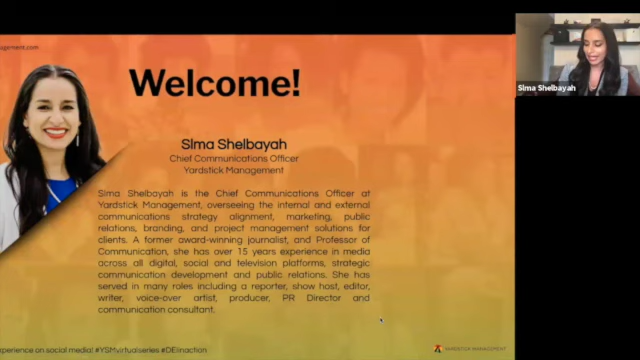 agement.com
Welcome!
Sima Shelbayah
Chief Communications Officer
Yardstick Management
Sima Shelbayah is the Chief Communications Officer at
Yardstick Management, overseeing the internal and external
communications strategy alignment, marketing, public
relations, branding, and project management solutions for
clients. A former award-winning journalist, and Professor of
Communication, she has over 15 years experience in media
across all digital, social and television platforms, strategic
communication development and public relations. She has
served in many roles including a reporter, show host, editor,
writer, voice-over artist, producer, PR Director and
communication consultant.
xperience on social media! #YSMvirtualseries #DEIinaction
YARDSTICK MANAGEMENT
Sima Shelbayah